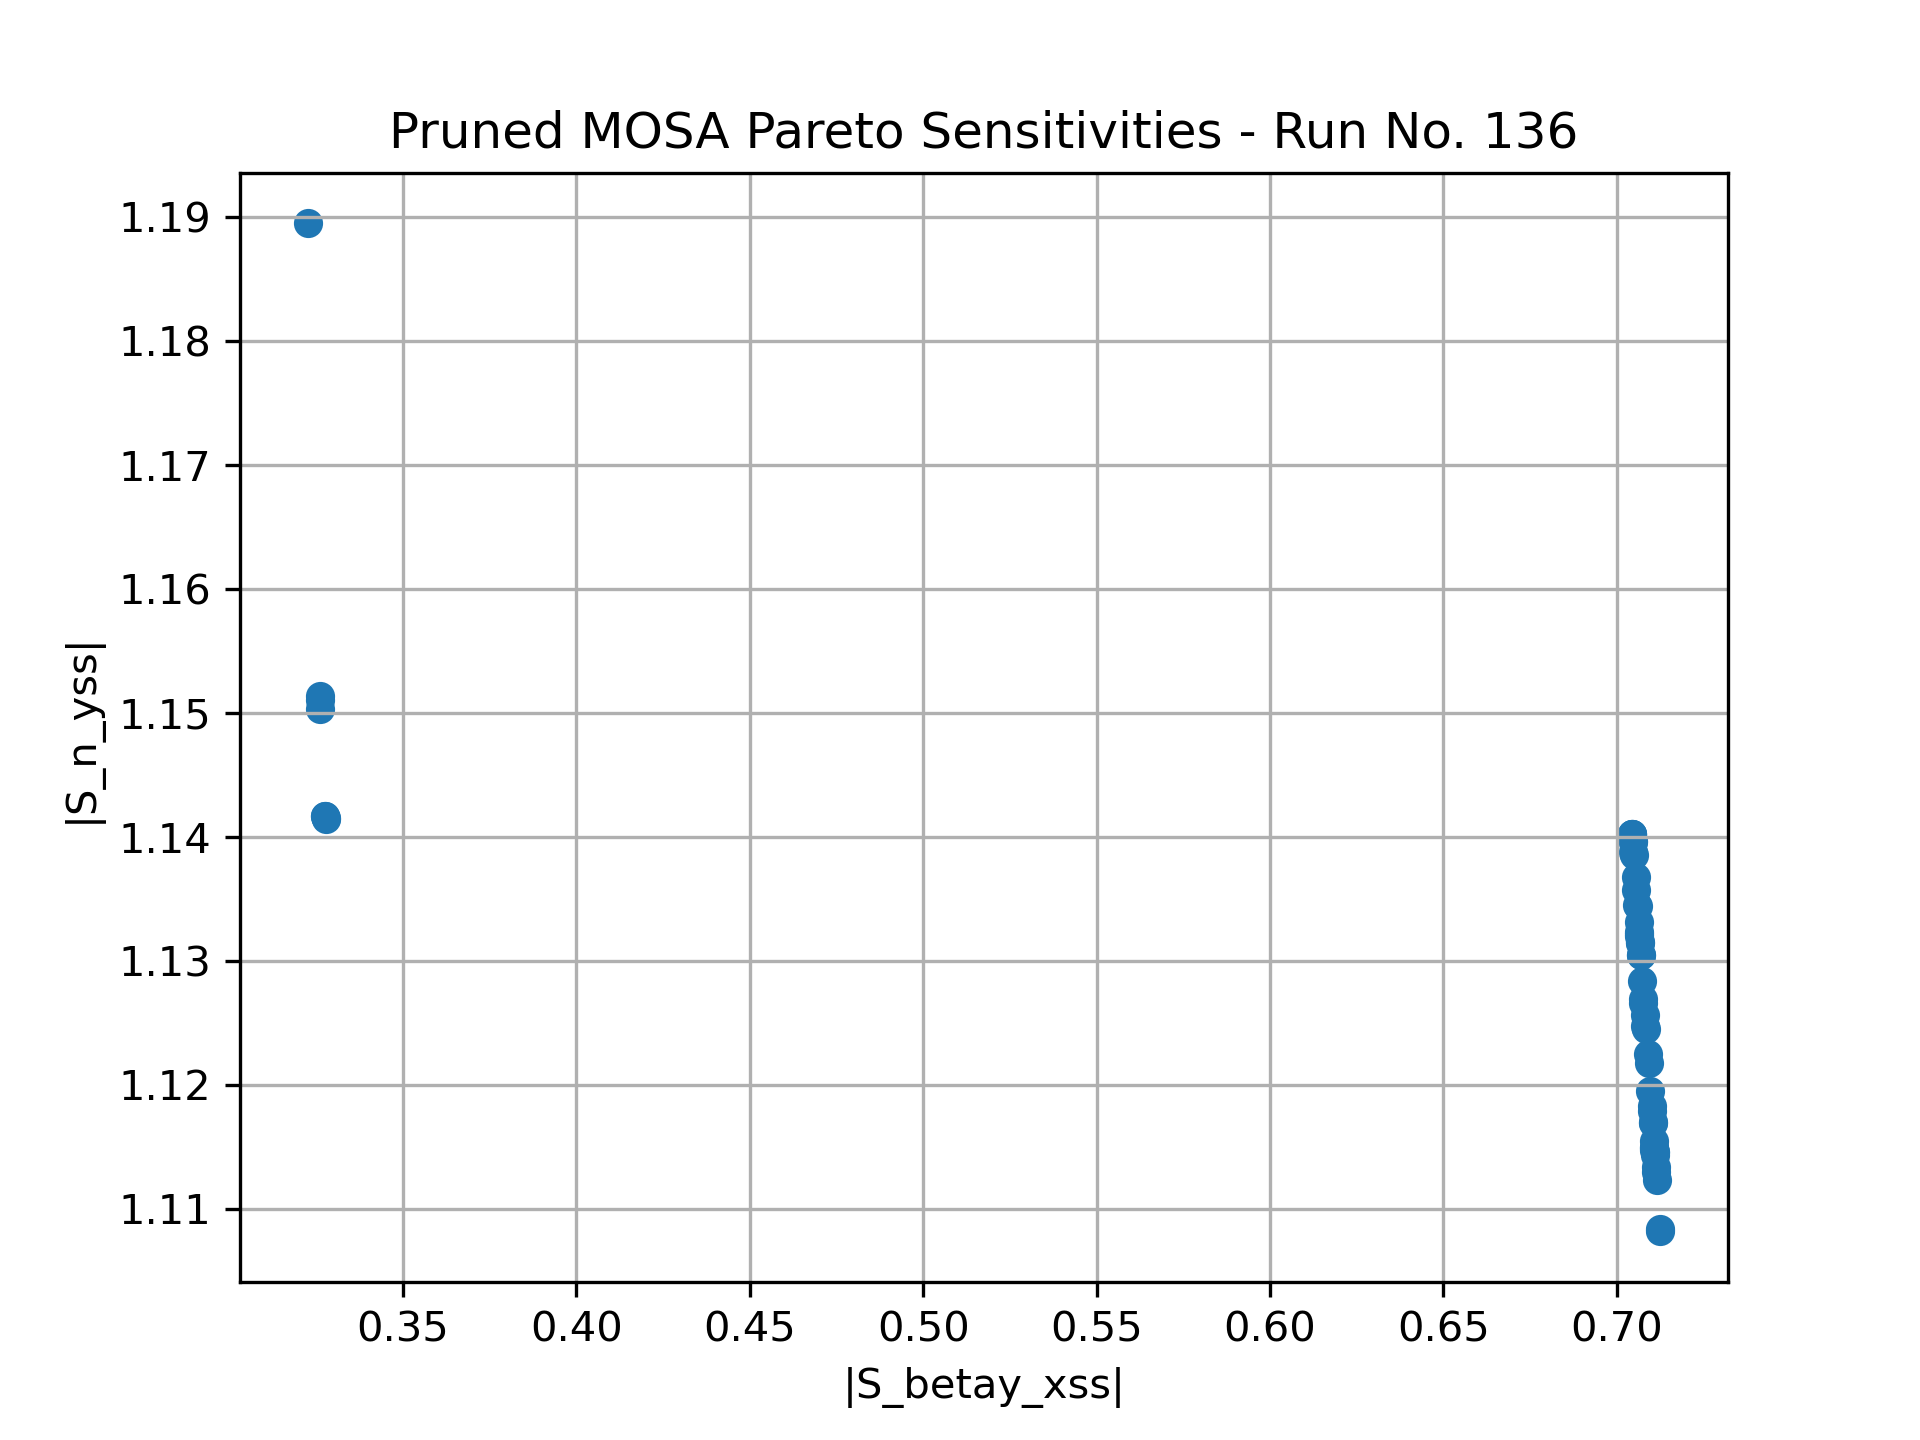 Pruned MOSA Pareto Sensitivities - Run No. 136
1.19
1.18
1.17
1.16
1.15
1.14
1.13
1.12
1.11
|S_n_yss|
0.35 0.40 0.45 0.50 0.55 0.60 0.65 0.70
|S_betay_xss|